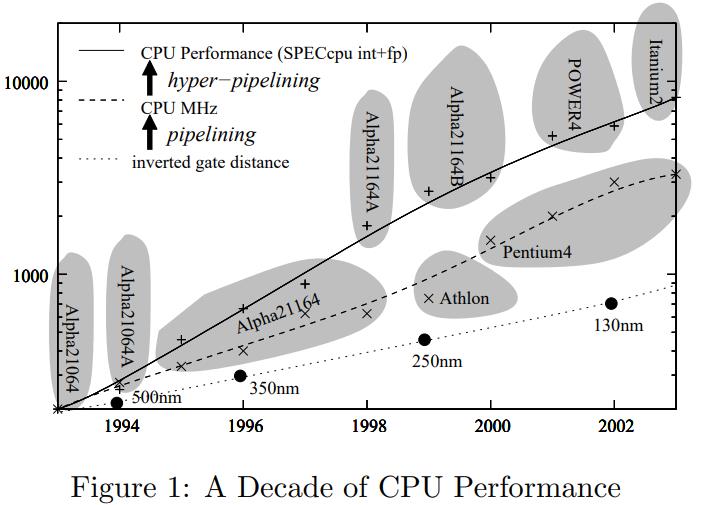 CPU Performance (SPECcpu int+fp)
hyper−pipelining
CPU MHz
pipelining
inverted gate distance
10000
1000
Alpha21064
Alpha21064A
Alpha21164
Alpha21164A
Alpha21164B
POWER4
Itanium2
Pentium4
Athlon
500nm
350nm
250nm
130nm
1994
1996
1998
2000
2002
Figure 1: A Decade of CPU Performance